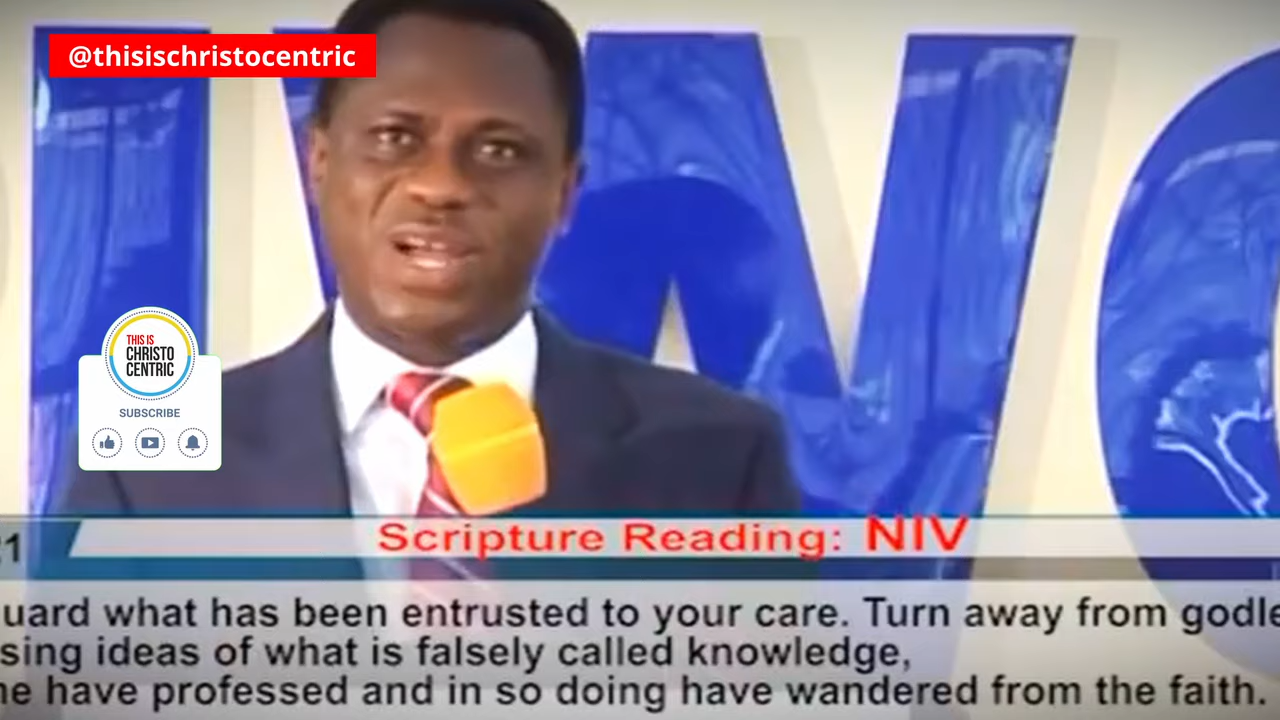 @thisischristocentric
THIS IS
CHRISTO
CENTRIC
SUBSCRIBE
Scripture Reading: NIV
21
uard what has been entrusted to your care. Turn away from godle
sing ideas of what is falsely called knowledge,
ne have professed and in so doing have wandered from the faith.